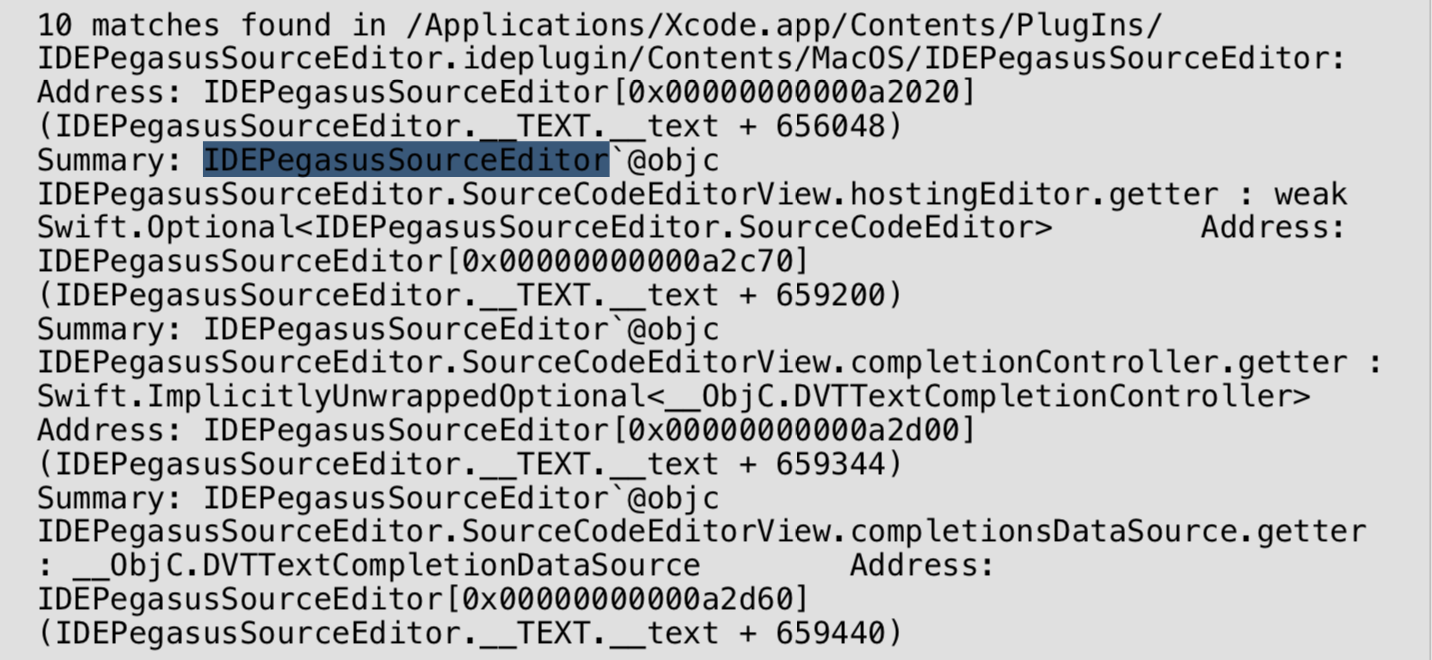 10 matches found in /Applications/Xcode.app/Contents/PlugIns/
IDEPegasusSourceEditor.ideplugin/Contents/MacOS/IDEPegasusSourceEditor:
Address: IDEPegasusSourceEditor[0x00000000000a2020]
(IDEPegasusSourceEditor.__TEXT.__text + 656048)
Summary: IDEPegasusSourceEditor`@objc
IDEPegasusSourceEditor.SourceCodeEditorView.hostingEditor.getter : weak
Swift.Optional<IDEPegasusSourceEditor.SourceCodeEditor>        Address:
IDEPegasusSourceEditor[0x00000000000a2c70]
(IDEPegasusSourceEditor.__TEXT.__text + 659200)
Summary: IDEPegasusSourceEditor`@objc
IDEPegasusSourceEditor.SourceCodeEditorView.completionController.getter :
Swift.ImplicitlyUnwrappedOptional<__ObjC.DVTTextCompletionController>
Address: IDEPegasusSourceEditor[0x00000000000a2d00]
(IDEPegasusSourceEditor.__TEXT.__text + 659344)
Summary: IDEPegasusSourceEditor`@objc
IDEPegasusSourceEditor.SourceCodeEditorView.completionsDataSource.getter
: __ObjC.DVTTextCompletionDataSource        Address:
IDEPegasusSourceEditor[0x00000000000a2d60]
(IDEPegasusSourceEditor.__TEXT.__text + 659440)